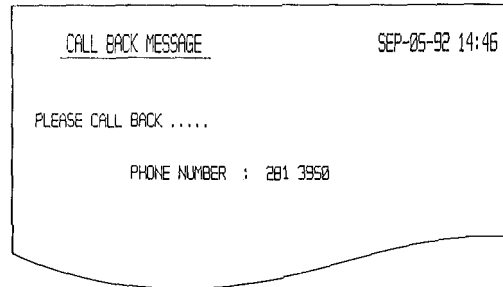 CALL BACK MESSAGE SEP-05-92 14:46
PLEASE CALL BACK .....
PHONE NUMBER : 281 3950